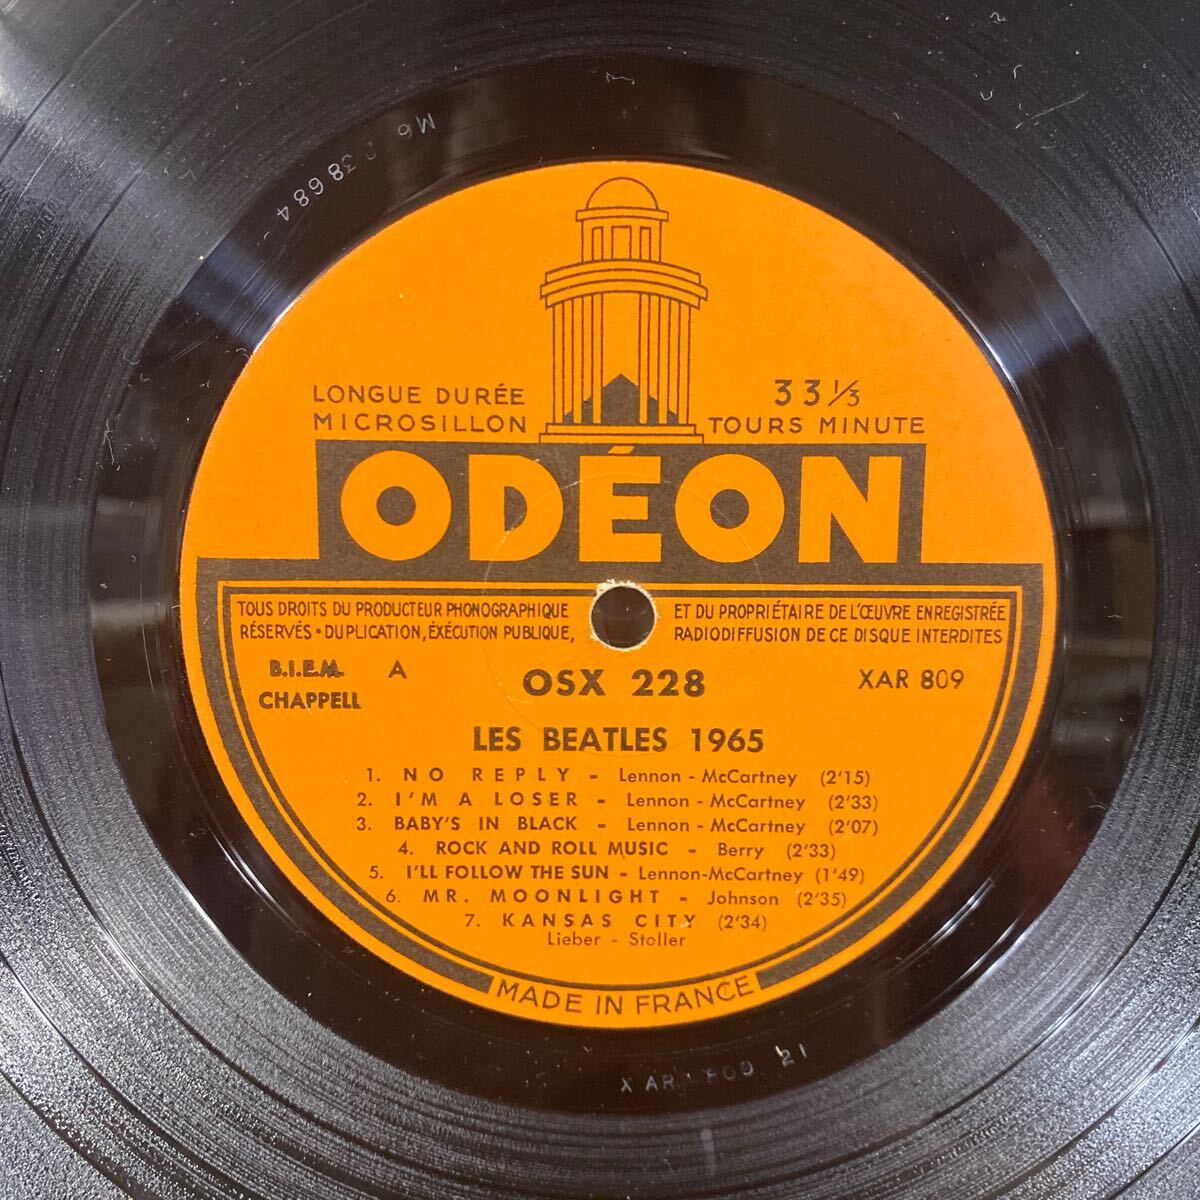 M6 238684
LONGUE DURÉE
MICROSILLON
33⅓
TOURS MINUTE
ODÉON
TOUS DROITS DU PRODUCTEUR PHONOGRAPHIQUE ET DU PROPRIÉTAIRE DE L'ŒUVRE ENREGISTRÉE
RÉSERVÉS • DUPLICATION, ÉXÉCUTION PUBLIQUE, RADIODIFFUSION DE CE DISQUE INTERDITES
B.I.E.M. A OSX 228 XAR 809
CHAPPELL
LES BEATLES 1965
1. NO REPLY - Lennon - McCartney (2'15)
2. I'M A LOSER - Lennon - McCartney (2'33)
3. BABY'S IN BLACK - Lennon - McCartney (2'07)
4. ROCK AND ROLL MUSIC - Berry (2'33)
5. I'LL FOLLOW THE SUN - Lennon-McCartney (1'49)
6. MR. MOONLIGHT - Johnson (2'35)
7. KANSAS CITY (2'34)
Lieber - Stoller
MADE IN FRANCE
XAR 809 21